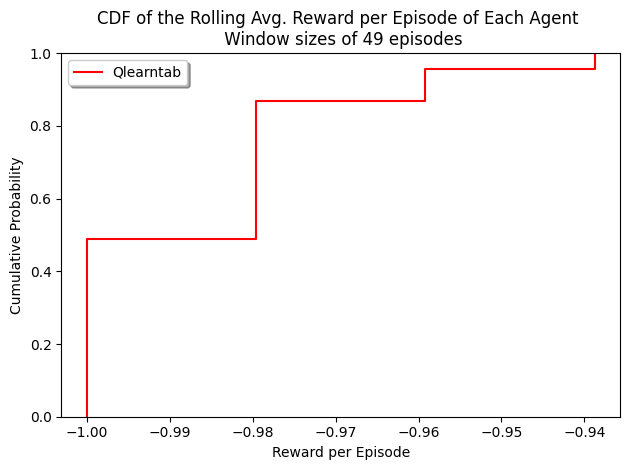 CDF of the Rolling Avg. Reward per Episode of Each Agent
Window sizes of 49 episodes
Qlearntab
Cumulative Probability
1.0
0.8
0.6
0.4
0.2
0.0
−1.00 −0.99 −0.98 −0.97 −0.96 −0.95 −0.94
Reward per Episode